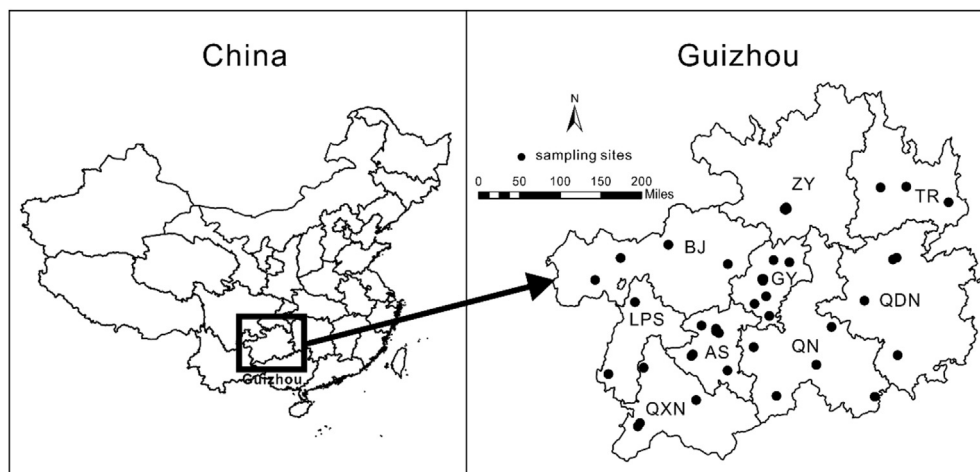 China
Guizhou
Guizhou
N
sampling sites
0 50 100 200
Miles
ZY
TR
BJ
GY
QDN
LPS
AS
QN
QXN